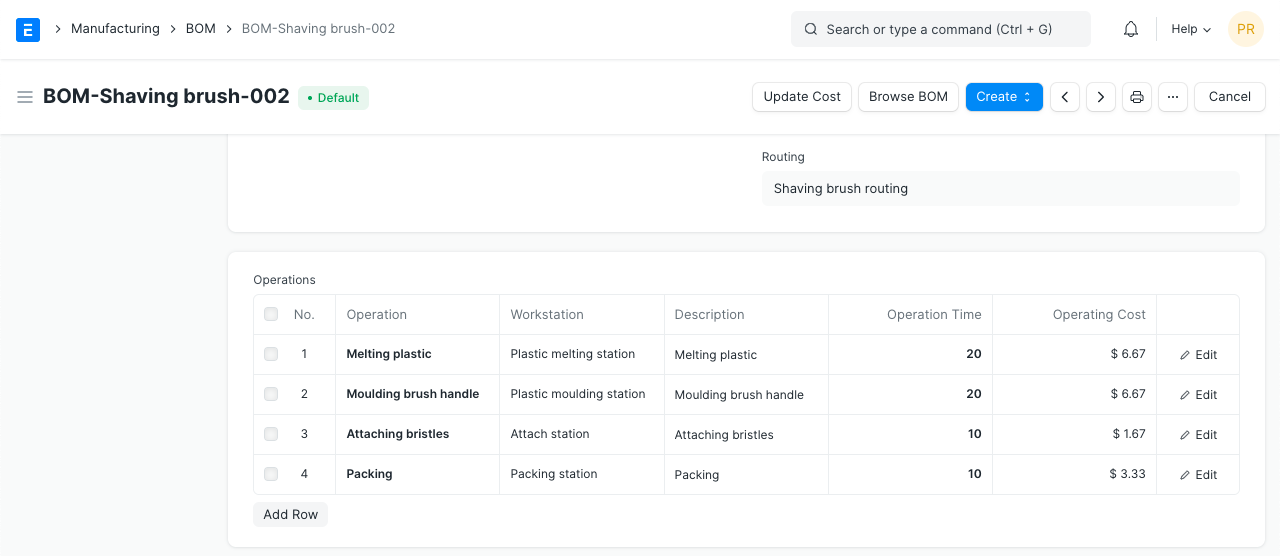 E Manufacturing BOM BOM-Shaving brush-002 Search or type a command (Ctrl + G) Help PR
BOM-Shaving brush-002 Default Update Cost Browse BOM Create ... Cancel
Routing
Shaving brush routing
Operations
No. Operation Workstation Description Operation Time Operating Cost
1 Melting plastic Plastic melting station Melting plastic 20 $ 6.67 Edit
2 Moulding brush handle Plastic moulding station Moulding brush handle 20 $ 6.67 Edit
3 Attaching bristles Attach station Attaching bristles 10 $ 1.67 Edit
4 Packing Packing station Packing 10 $ 3.33 Edit
Add Row